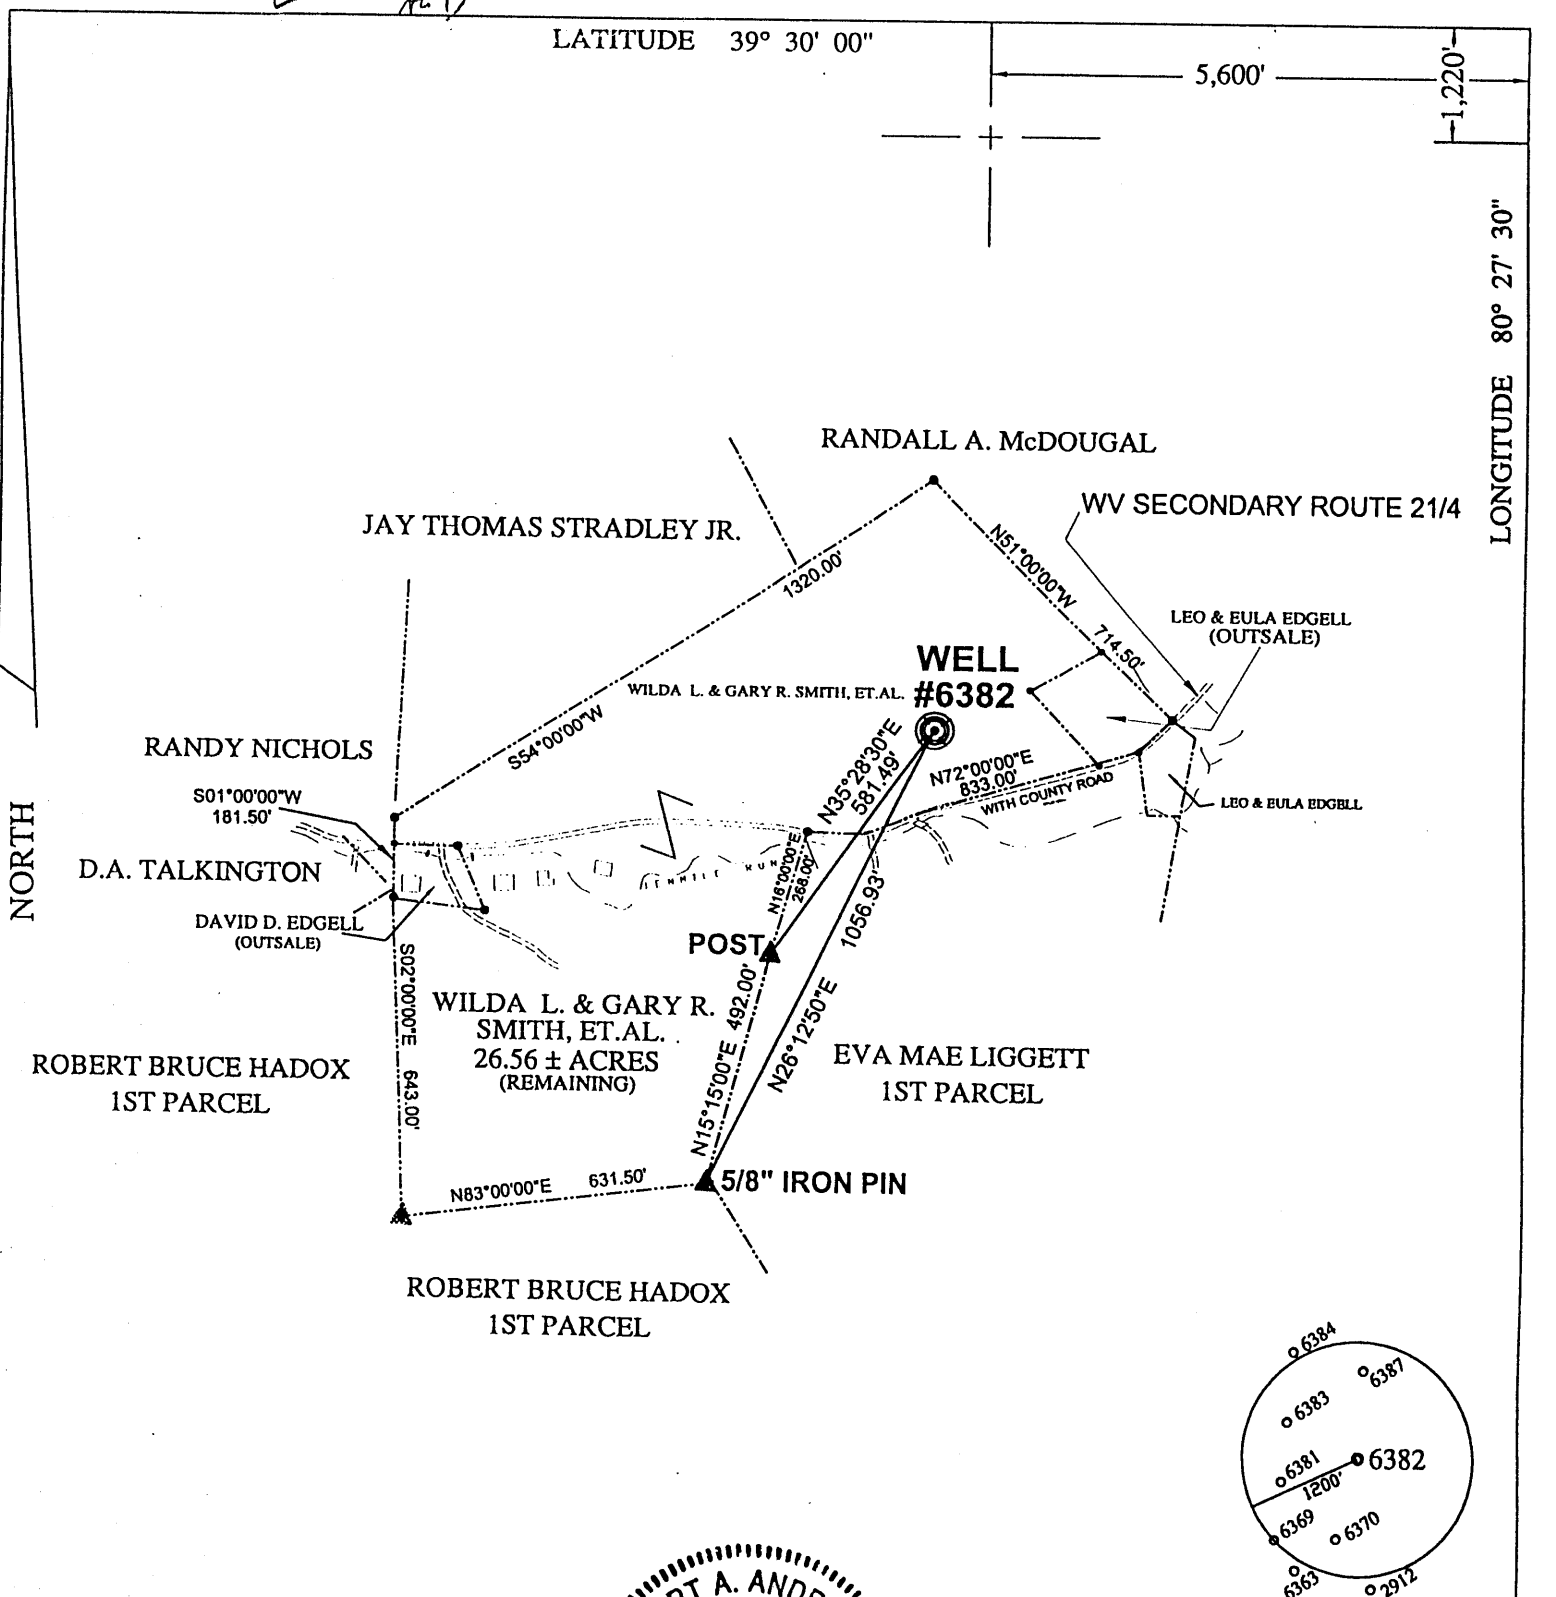 LATITUDE 39° 30' 00"
5,600'
1,220'
LONGITUDE 80° 27' 30"
RANDALL A. McDOUGAL
WV SECONDARY ROUTE 21/4
JAY THOMAS STRADLEY JR.
N51°00'00"W
714.50'
1320.00'
LEO & EULA EDGELL
(OUTSALE)
WELL
#6382
WILDA L. & GARY R. SMITH, ET.AL.
S54°00'00"W
RANDY NICHOLS
N35°28'30"E
581.49'
N72°00'00"E
833.00'
WITH COUNTY ROAD
S01°00'00"W
181.50'
LEO & EULA EDGELL
NORTH
D.A. TALKINGTON
TENMILE RUN
N16°00'00"E
268.00'
1056.93'
DAVID D. EDGELL
(OUTSALE)
POST
S02°00'00"E 643.00'
WILDA L. & GARY R.
SMITH, ET.AL.
26.56 ± ACRES
(REMAINING)
N15°15'00"E 492.00'
N26°12'50"E
EVA MAE LIGGETT
1ST PARCEL
ROBERT BRUCE HADOX
1ST PARCEL
N83°00'00"E 631.50'
5/8" IRON PIN
ROBERT BRUCE HADOX
1ST PARCEL
6384
6387
6383
6381
6382
1200'
6369
6370
6363
2912
A.